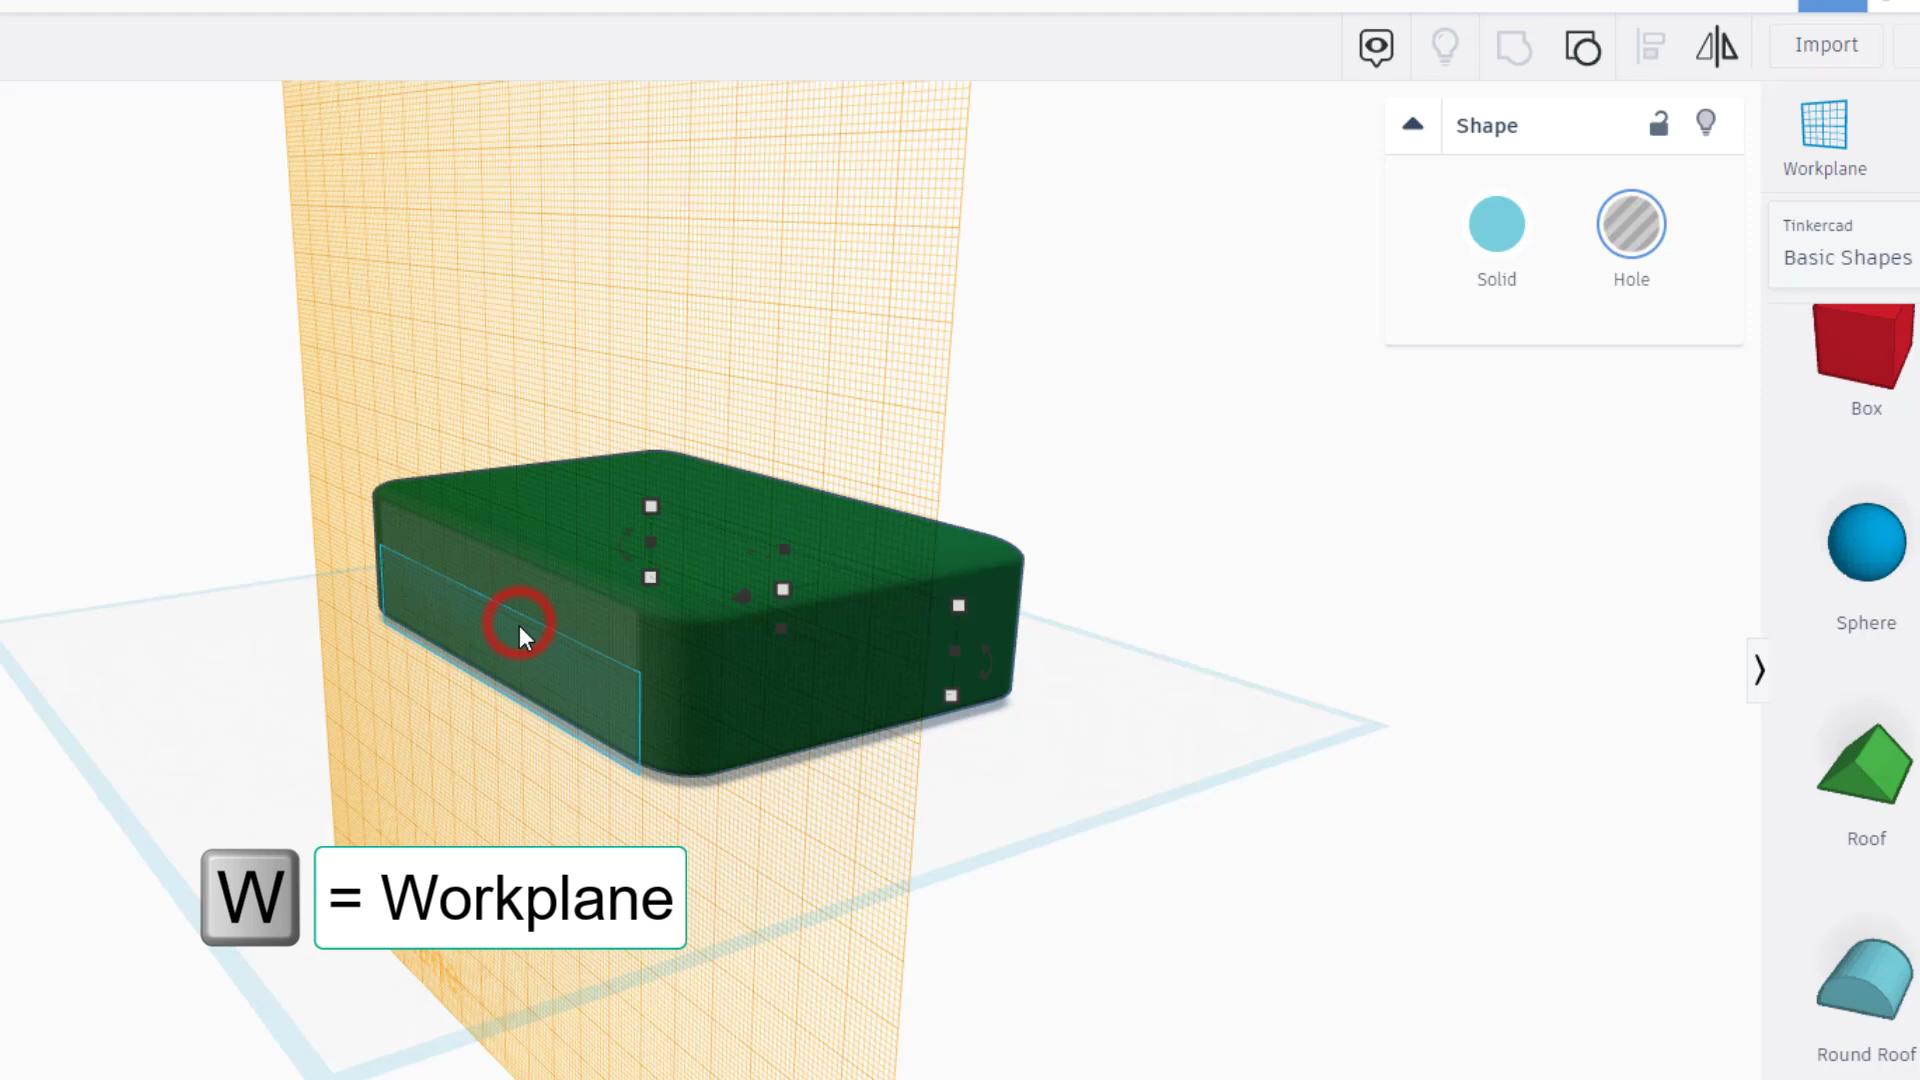 Import
Shape
Workplane
Solid
Hole
Tinkercad
Basic Shapes
Box
Sphere
Roof
W = Workplane
Round Roof